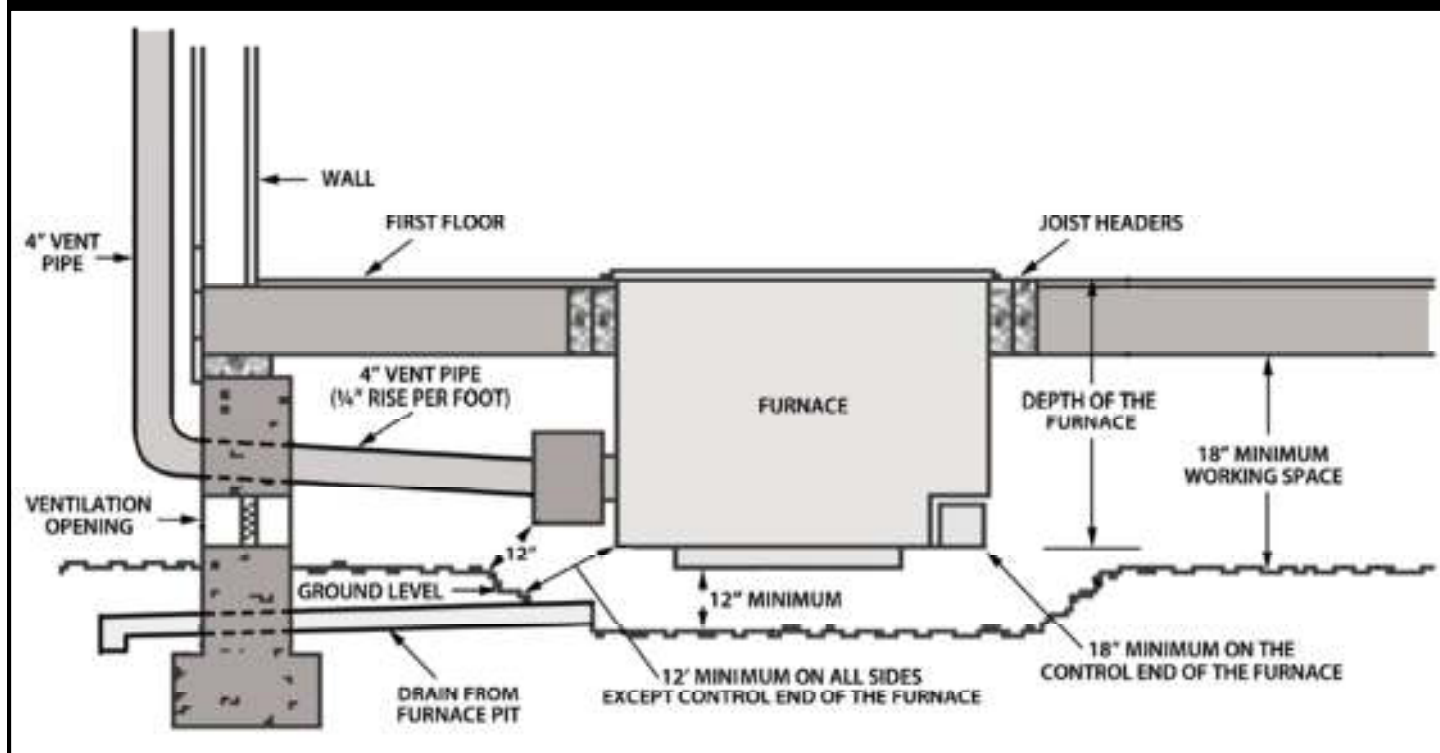 WALL
FIRST FLOOR
JOIST HEADERS
4" VENT
PIPE
4" VENT PIPE
(¼" RISE PER FOOT)
FURNACE
DEPTH OF THE
FURNACE
18" MINIMUM
WORKING SPACE
VENTILATION
OPENING
12"
GROUND LEVEL
12" MINIMUM
12' MINIMUM ON ALL SIDES
EXCEPT CONTROL END OF THE FURNACE
18" MINIMUM ON THE
CONTROL END OF THE FURNACE
DRAIN FROM
FURNACE PIT